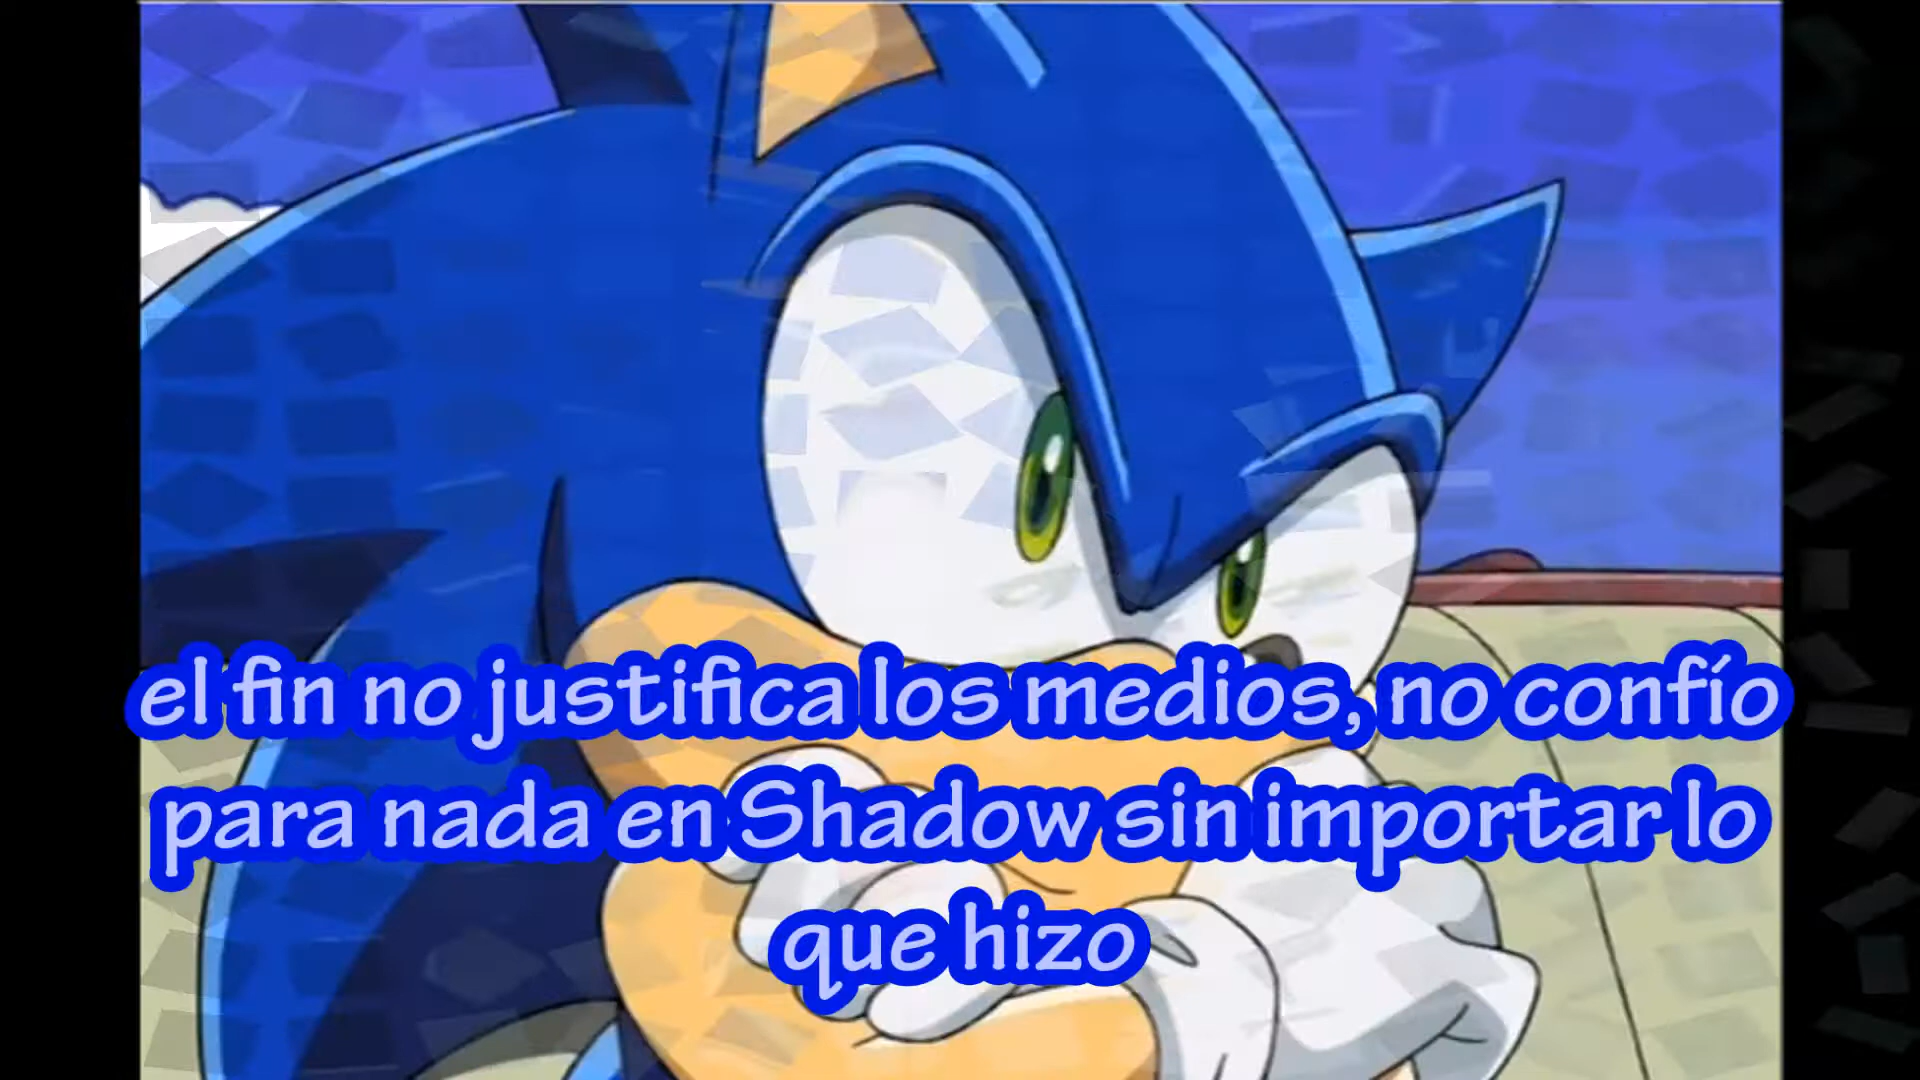 el fin no justifica los medios, no confío
para nada en Shadow sin importar lo
que hizo